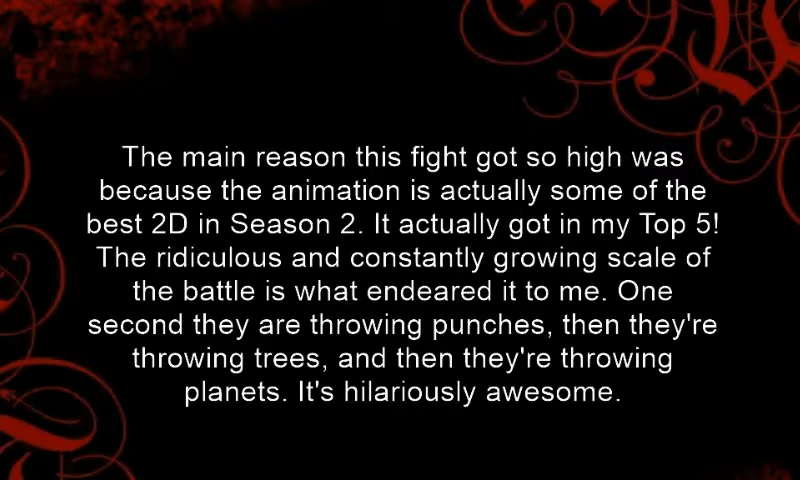 The main reason this fight got so high was
because the animation is actually some of the
best 2D in Season 2. It actually got in my Top 5!
The ridiculous and constantly growing scale of
the battle is what endeared it to me. One
second they are throwing punches, then they're
throwing trees, and then they're throwing
planets. It's hilariously awesome.